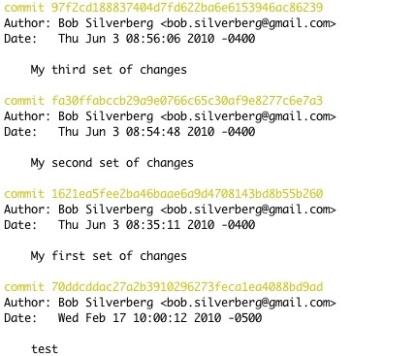 commit 97f2cd188837404d7fd622ba6e6153946ac86239
Author: Bob Silverberg <bob.silverberg@gmail.com>
Date:   Thu Jun 3 08:56:06 2010 -0400
My third set of changes
commit fa30ffabccb29a9e0766c65c30af9e8277c6e7a3
Author: Bob Silverberg <bob.silverberg@gmail.com>
Date:   Thu Jun 3 08:54:48 2010 -0400
My second set of changes
commit 1621ea5fee2ba46baae6a9d4708143bd8b55b260
Author: Bob Silverberg <bob.silverberg@gmail.com>
Date:   Thu Jun 3 08:35:11 2010 -0400
My first set of changes
commit 70ddcddac27a2b3910296273feca1ea4088bd9ad
Author: Bob Silverberg <bob.silverberg@gmail.com>
Date:   Wed Feb 17 10:00:12 2010 -0500
test